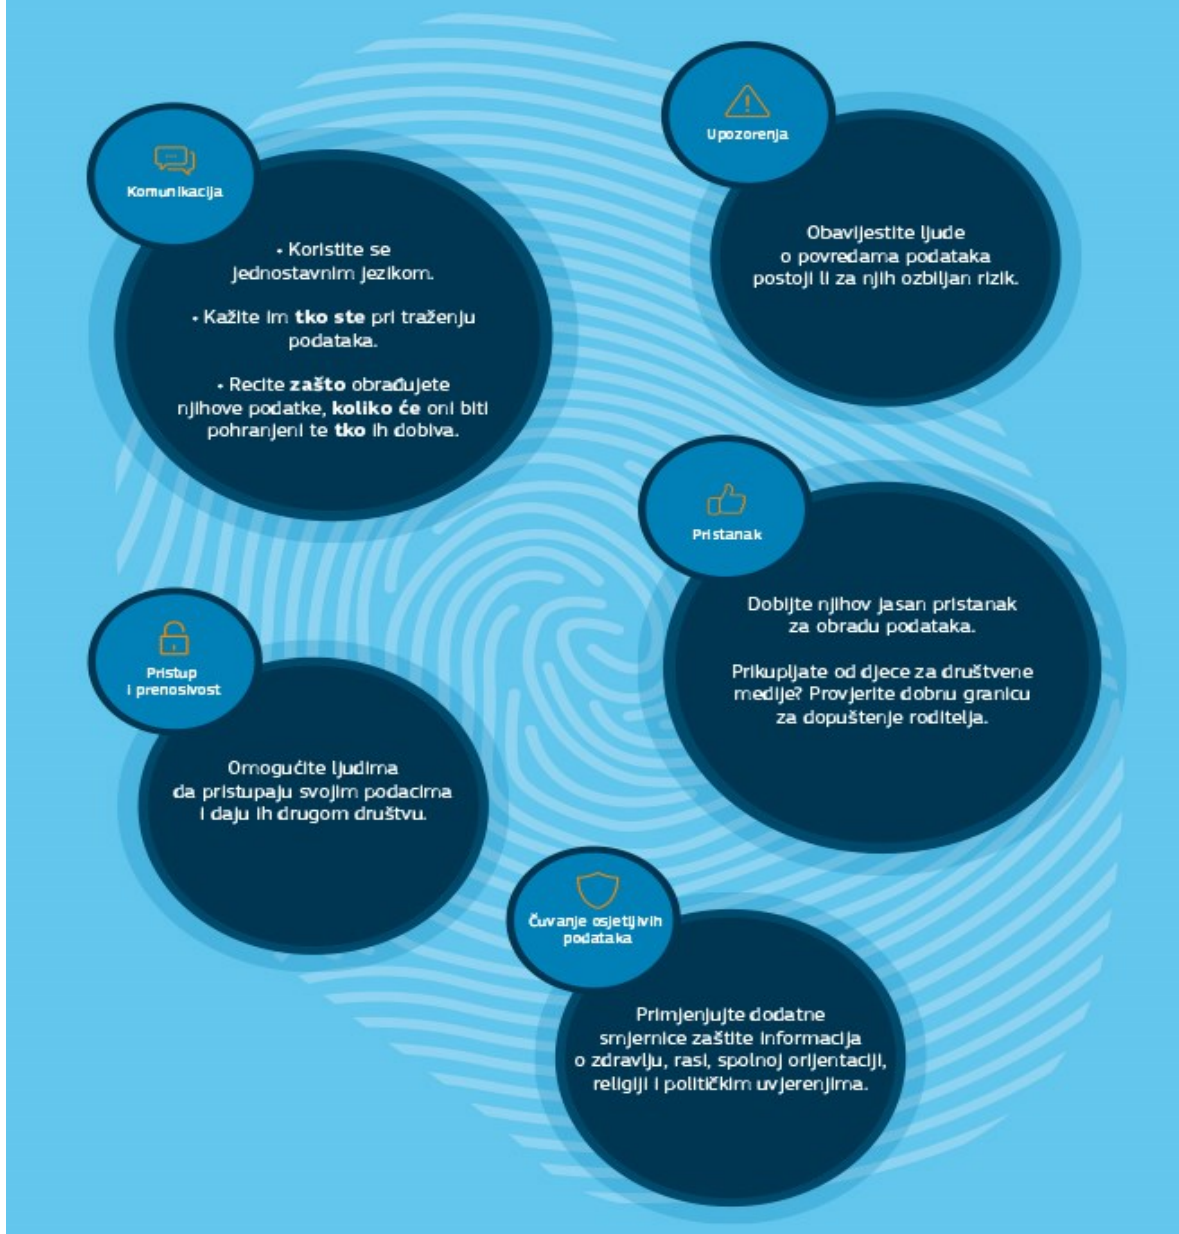 Komunikacija
• Koristite se
jednostavnim jezikom.
• Kažite im tko ste pri traženju
podataka.
• Recite zašto obrađujete
njihove podatke, koliko će oni biti
pohranjeni te tko ih dobiva.
Upozorenja
Obavijestite ljude
o povredama podataka
postoji li za njih ozbiljan rizik.
Pristanak
Dobijte njihov jasan pristanak
za obradu podataka.
Prikupljate od djece za društvene
medije? Provjerite dobnu granicu
za dopuštenje roditelja.
Pristup
i prenosivost
Omogućite ljudima
da pristupaju svojim podacima
i daju ih drugom društvu.
Čuvanje osjetljivih
podataka
Primjenjujte dodatne
smjernice zaštite informacija
o zdravlju, rasi, spolnoj orijentaciji,
religiji i političkim uvjerenjima.